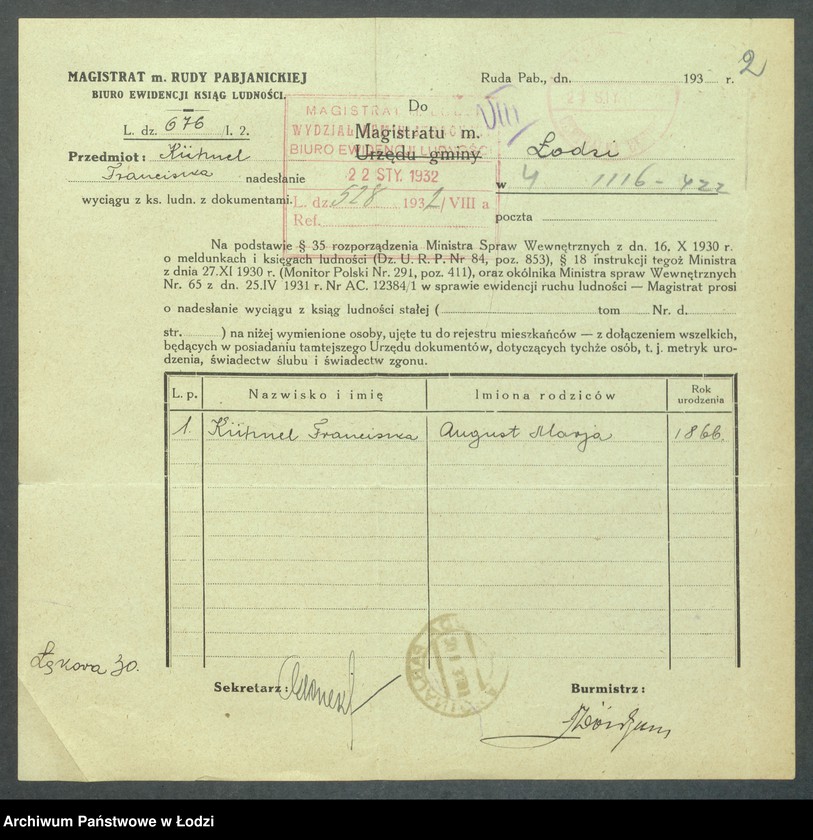 MAGISTRAT m. RUDY PABJANICKIEJ
BIURO EWIDENCJI KSIĄG LUDNOŚCI.
L. dz. 676 /l. 2.
Przedmiot: Kühnel
Franciszka nadesłanie
wyciągu z ks. ludn. z dokumentami.
Ruda Pab., dn. 193 r.
2
VIII
Do
Magistratu m.
Urzędu gminy
Łodzi
w 4 1116-422
poczta
MAGISTRAT M. ŁODZI
WYDZIAŁ
BIURO EWIDENCJI LUDNOŚCI
22 STY. 1932
L. dz. 528 1932/VIII a
Ref.
Na podstawie § 35 rozporządzenia Ministra Spraw Wewnętrznych z dn. 16, X 1930 r.
o meldunkach i księgach ludności (Dz. U. R. P. Nr 84, poz. 853), § 18 instrukcji tegoż Ministra
z dnia 27.XI 1930 r. (Monitor Polski Nr. 291, poz. 411), oraz okólnika Ministra spraw Wewnętrznych
Nr. 65 z dn. 25.IV 1931 r. Nr AC. 12384/1 w sprawie ewidencji ruchu ludności — Magistrat prosi
o nadesłanie wyciągu z ksiąg ludności stałej ( tom Nr. d.
str. ) na niżej wymienione osoby, ujęte tu do rejestru mieszkańców — z dołączeniem wszelkich,
będących w posiadaniu tamtejszego Urzędu dokumentów, dotyczących tychże osób, t. j. metryk uro-
dzenia, świadectw ślubu i świadectw zgonu.
L. p. Nazwisko i imię Imiona rodziców Rok urodzenia
1. Kühnel Franciszka August Marja 1866.
Łąkowa 30.
Sekretarz:
Burmistrz:
Archiwum Państwowe w Łodzi